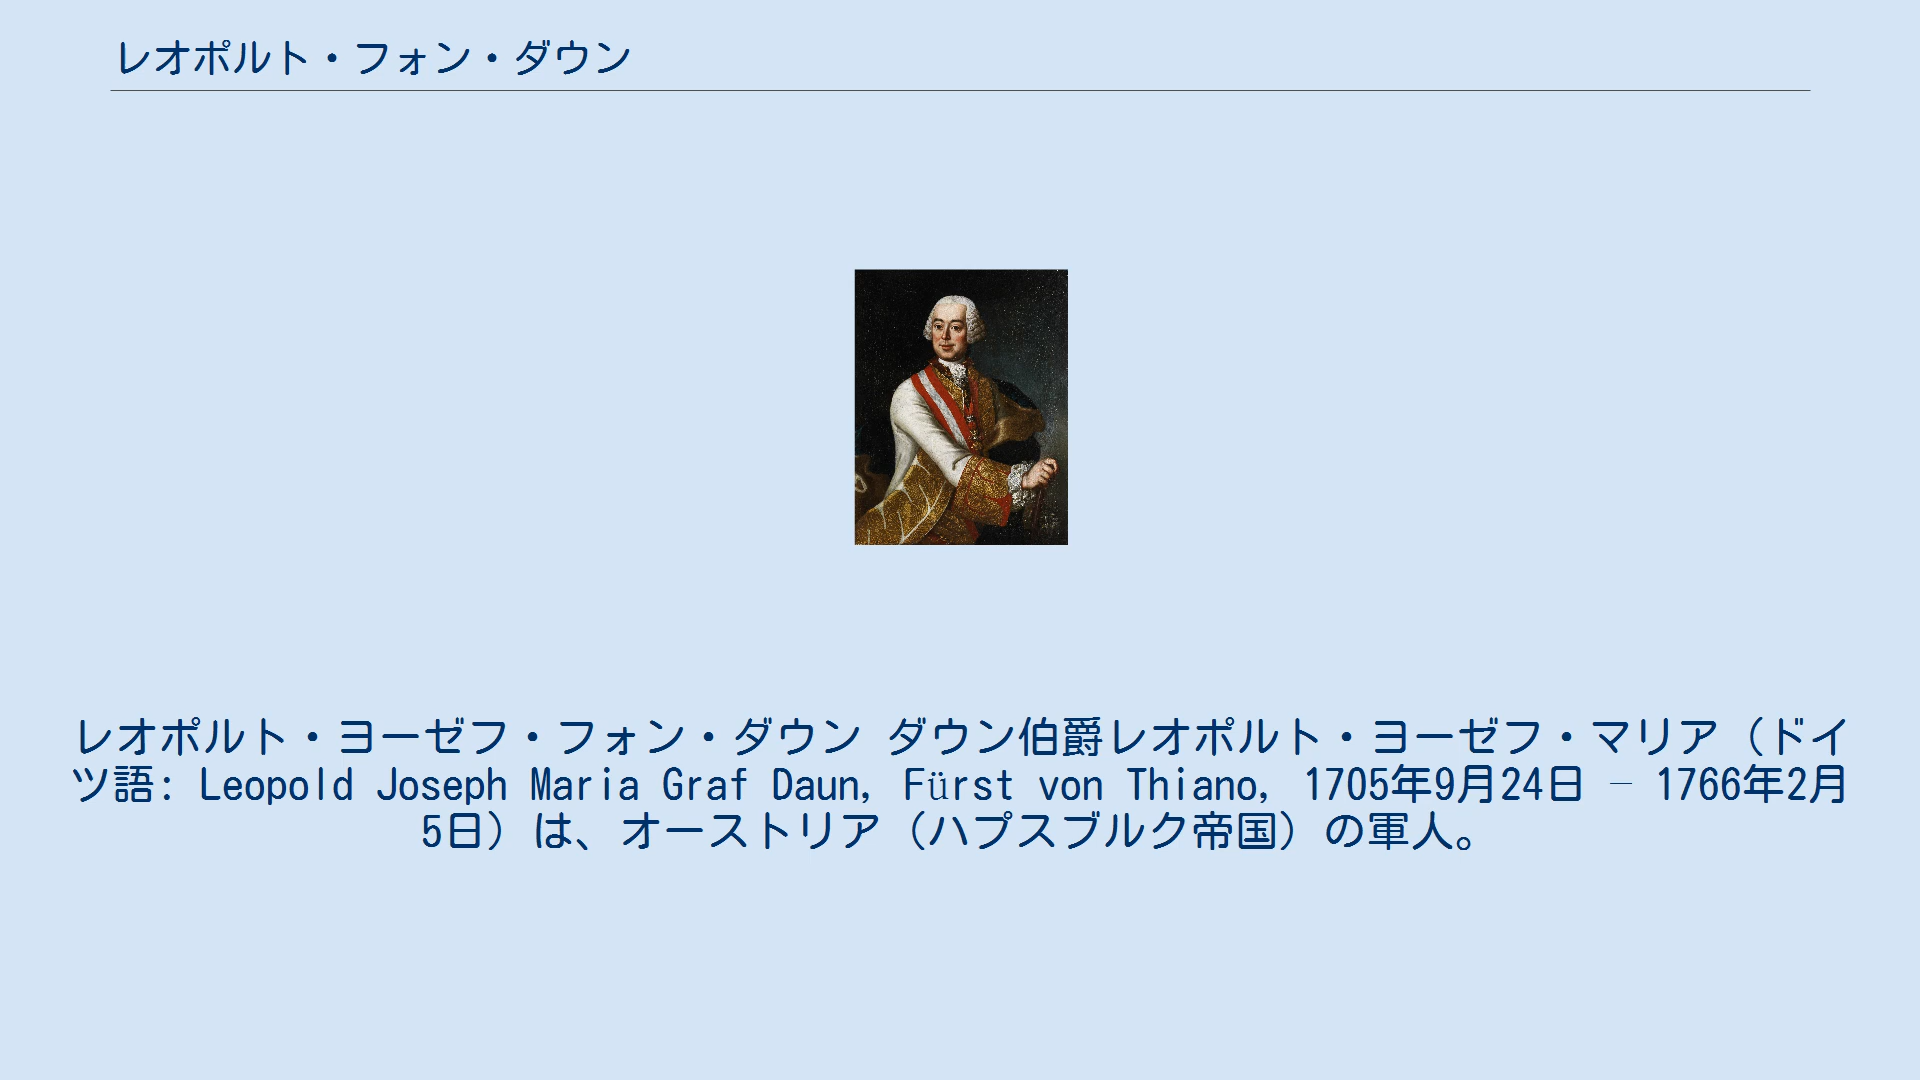 レオポルト・フォン・ダウン
レオポルト・ヨーゼフ・フォン・ダウン ダウン伯爵レオポルト・ヨーゼフ・マリア（ドイ
ツ語: Leopold Joseph Maria Graf Daun, Fürst von Thiano, 1705年9月24日 – 1766年2月
5日）は、オーストリア（ハプスブルク帝国）の軍人。